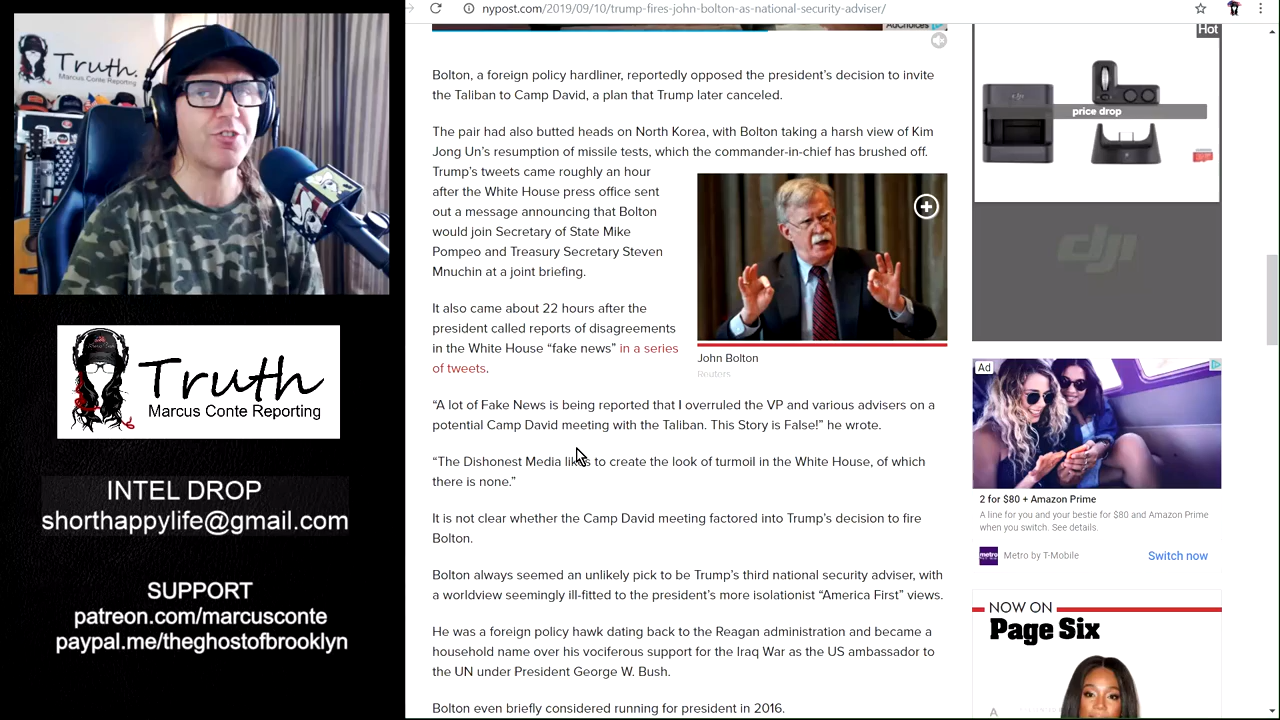 Truth.
Marcus Conte Reporting
Truth
Marcus Conte Reporting
INTEL DROP
shorthappylife@gmail.com
SUPPORT
patreon.com/marcusconte
paypal.me/theghostofbrooklyn
nypost.com/2019/09/10/trump-fires-john-bolton-as-national-security-adviser/
AdChoices
Bolton, a foreign policy hardliner, reportedly opposed the president’s decision to invite
the Taliban to Camp David, a plan that Trump later canceled.
The pair had also butted heads on North Korea, with Bolton taking a harsh view of Kim
Jong Un’s resumption of missile tests, which the commander-in-chief has brushed off.
Trump’s tweets came roughly an hour
after the White House press office sent
out a message announcing that Bolton
would join Secretary of State Mike
Pompeo and Treasury Secretary Steven
Mnuchin at a joint briefing.
John Bolton
Reuters
It also came about 22 hours after the
president called reports of disagreements
in the White House “fake news” in a series
of tweets.
“A lot of Fake News is being reported that I overruled the VP and various advisers on a
potential Camp David meeting with the Taliban. This Story is False!” he wrote.
“The Dishonest Media likes to create the look of turmoil in the White House, of which
there is none.”
It is not clear whether the Camp David meeting factored into Trump’s decision to fire
Bolton.
Bolton always seemed an unlikely pick to be Trump’s third national security adviser, with
a worldview seemingly ill-fitted to the president’s more isolationist “America First” views.
He was a foreign policy hawk dating back to the Reagan administration and became a
household name over his vociferous support for the Iraq War as the US ambassador to
the UN under President George W. Bush.
Bolton even briefly considered running for president in 2016.
Hot
price drop
dji
Ad
2 for $80 + Amazon Prime
A line for you and your bestie for $80 and Amazon Prime
when you switch. See details.
metro
Metro by T-Mobile
Switch now
NOW ON
Page Six
A